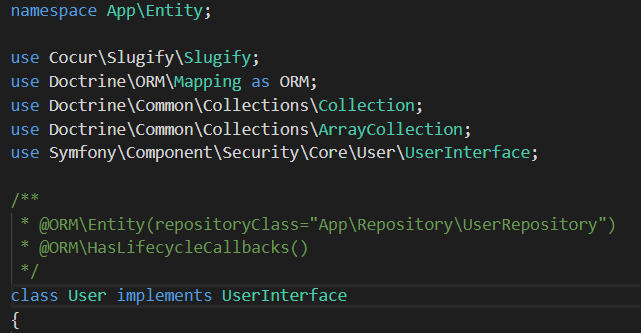 namespace App\Entity;
use Cocur\Slugify\Slugify;
use Doctrine\ORM\Mapping as ORM;
use Doctrine\Common\Collections\Collection;
use Doctrine\Common\Collections\ArrayCollection;
use Symfony\Component\Security\Core\User\UserInterface;
/**
* @ORM\Entity(repositoryClass="App\Repository\UserRepository")
* @ORM\HasLifecycleCallbacks()
*/
class User implements UserInterface
{